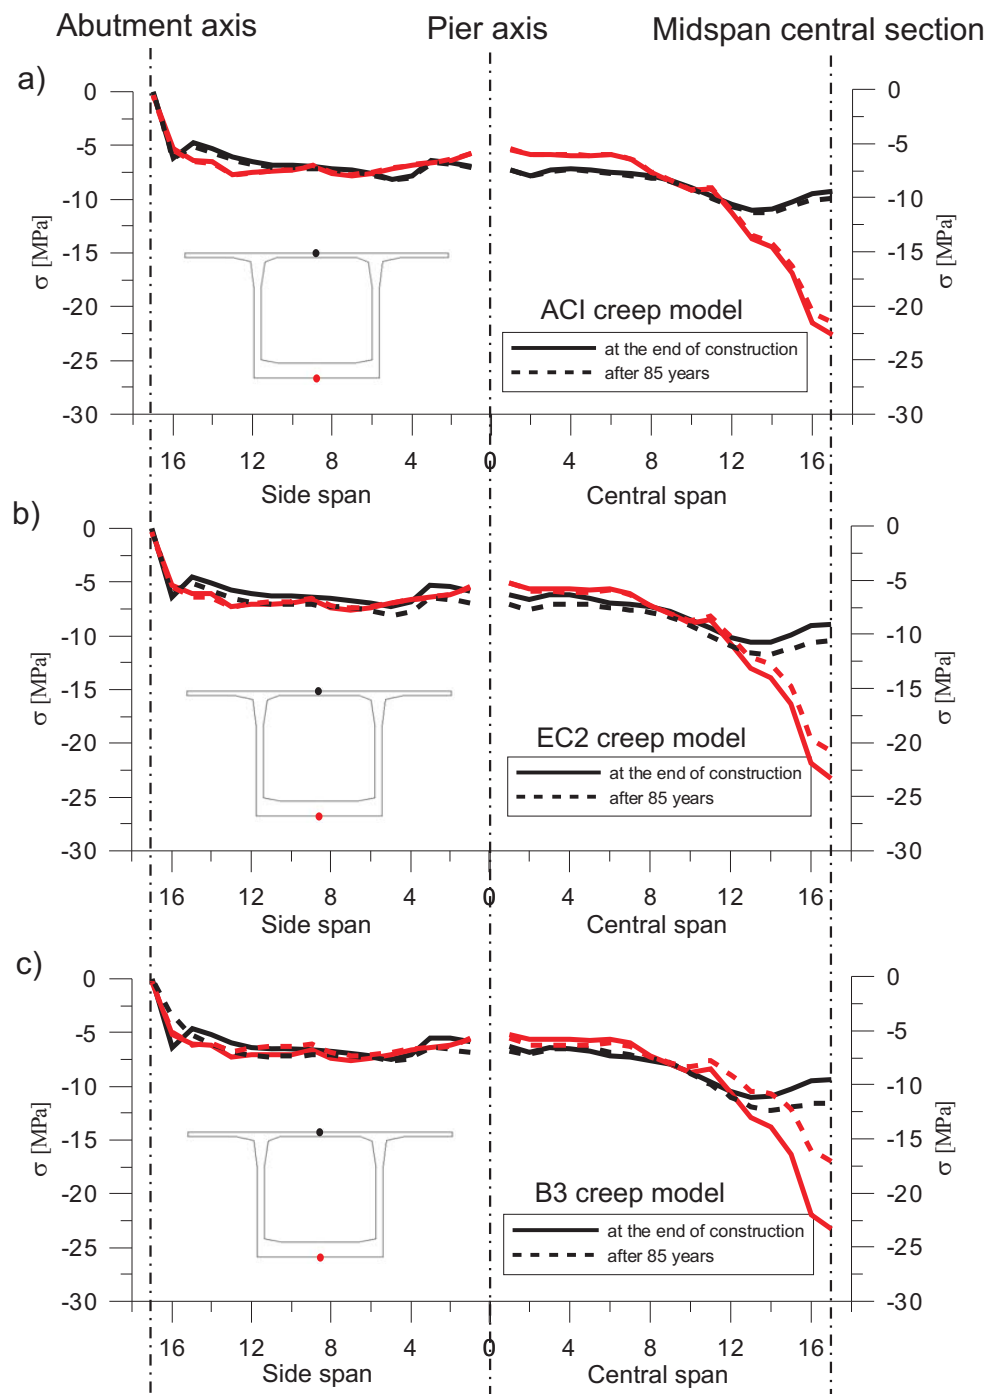 Abutment axis Pier axis Midspan central section
a)
0 0
-5 -5
-10 -10
-15 -15
-20 -20
-25 -25
-30 -30
σ [MPa] σ [MPa]
ACI creep model
at the end of construction
after 85 years
16 12 8 4 0 4 8 12 16
Side span Central span
b)
0 0
-5 -5
-10 -10
-15 -15
-20 -20
-25 -25
-30 -30
σ [MPa] σ [MPa]
EC2 creep model
at the end of construction
after 85 years
16 12 8 4 0 4 8 12 16
Side span Central span
c)
0 0
-5 -5
-10 -10
-15 -15
-20 -20
-25 -25
-30 -30
σ [MPa] σ [MPa]
B3 creep model
at the end of construction
after 85 years
16 12 8 4 0 4 8 12 16
Side span Central span